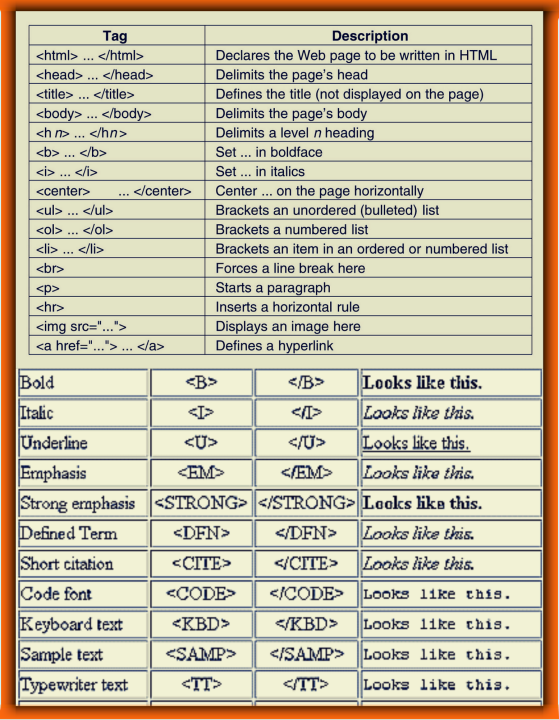 Tag Description
<html> ... </html> Declares the Web page to be written in HTML
<head> ... </head> Delimits the page's head
<title> ... </title> Defines the title (not displayed on the page)
<body> ... </body> Delimits the page's body
<h n> ... </hn> Delimits a level n heading
<b> ... </b> Set ... in boldface
<i> ... </i> Set ... in italics
<center> ... </center> Center ... on the page horizontally
<ul> ... </ul> Brackets an unordered (bulleted) list
<ol> ... </ol> Brackets a numbered list
<li> ... </li> Brackets an item in an ordered or numbered list
<br> Forces a line break here
<p> Starts a paragraph
<hr> Inserts a horizontal rule
<img src="..."> Displays an image here
<a href="..."> ... </a> Defines a hyperlink
Bold <B> </B> Looks like this.
Italic <I> </I> Looks like this.
Underline <U> </U> Looks like this.
Emphasis <EM> </EM> Looks like this.
Strong emphasis <STRONG> </STRONG> Looks like this.
Defined Term <DFN> </DFN> Looks like this.
Short citation <CITE> </CITE> Looks like this.
Code font <CODE> </CODE> Looks like this.
Keyboard text <KBD> </KBD> Looks like this.
Sample text <SAMP> </SAMP> Looks like this.
Typewriter text <TT> </TT> Looks like this.